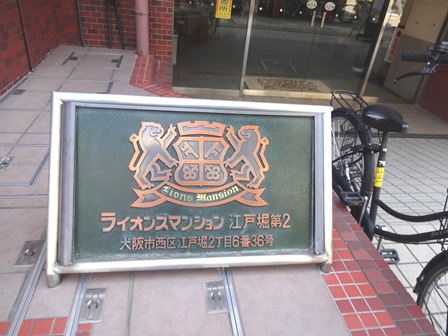 Lions Mansion
ライオンズマンション 江戸堀第2
大阪市西区江戸堀2丁目6番36号